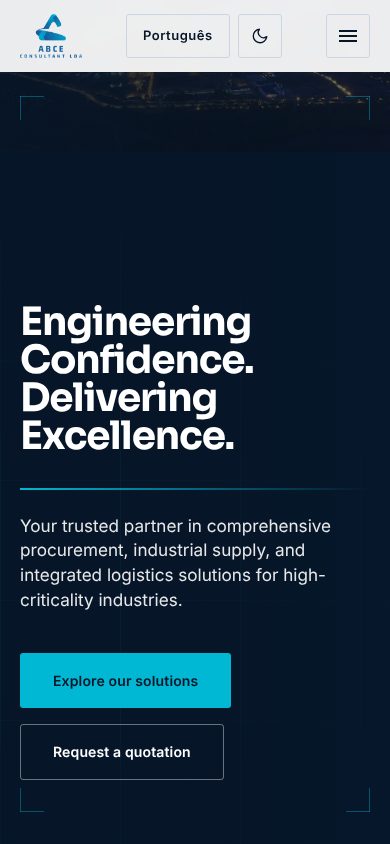 ABCE
CONSULTANT LDA
Português
Engineering
Confidence.
Delivering
Excellence.
Your trusted partner in comprehensive
procurement, industrial supply, and
integrated logistics solutions for high-
criticality industries.
Explore our solutions
Request a quotation